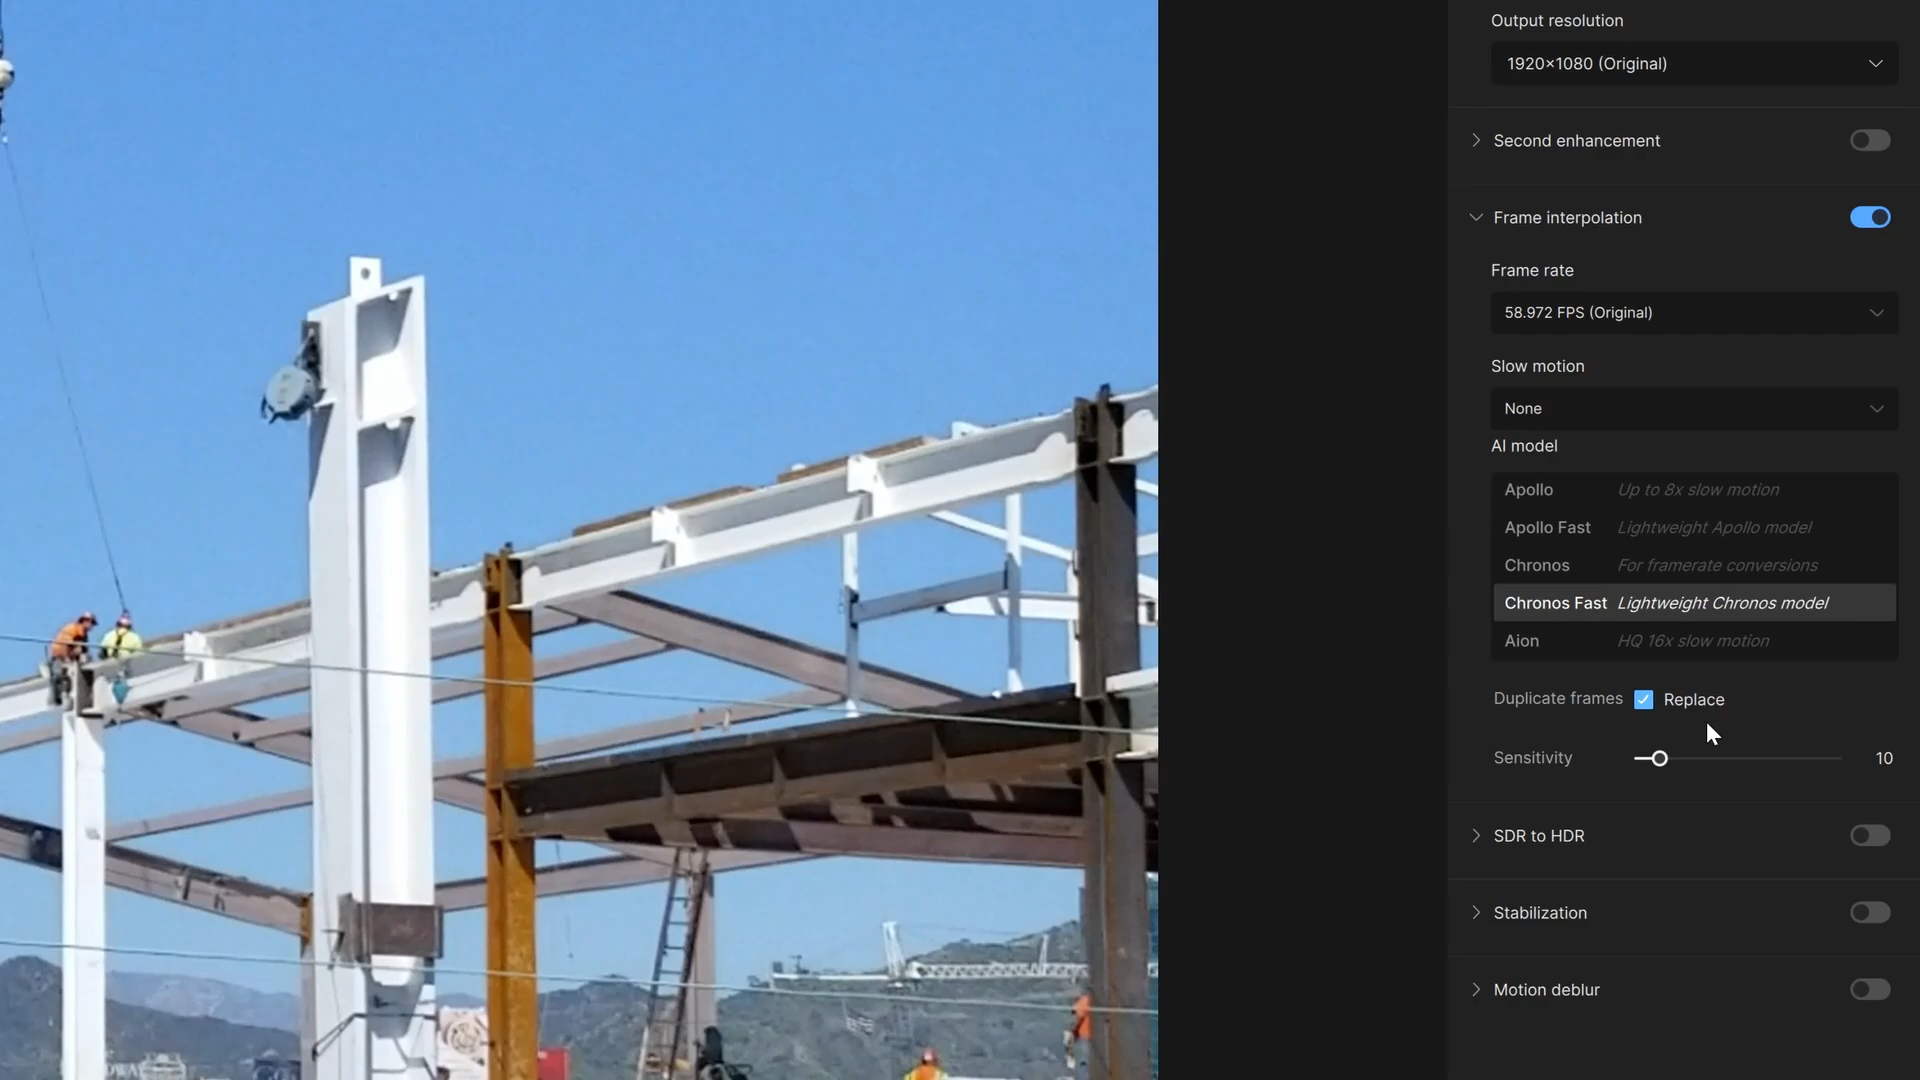 Output resolution
1920×1080 (Original)
Second enhancement
Frame interpolation
Frame rate
58.972 FPS (Original)
Slow motion
None
AI model
Apollo Up to 8x slow motion
Apollo Fast Lightweight Apollo model
Chronos For framerate conversions
Chronos Fast Lightweight Chronos model
Aion HQ 16x slow motion
Duplicate frames Replace
Sensitivity 10
SDR to HDR
Stabilization
Motion deblur